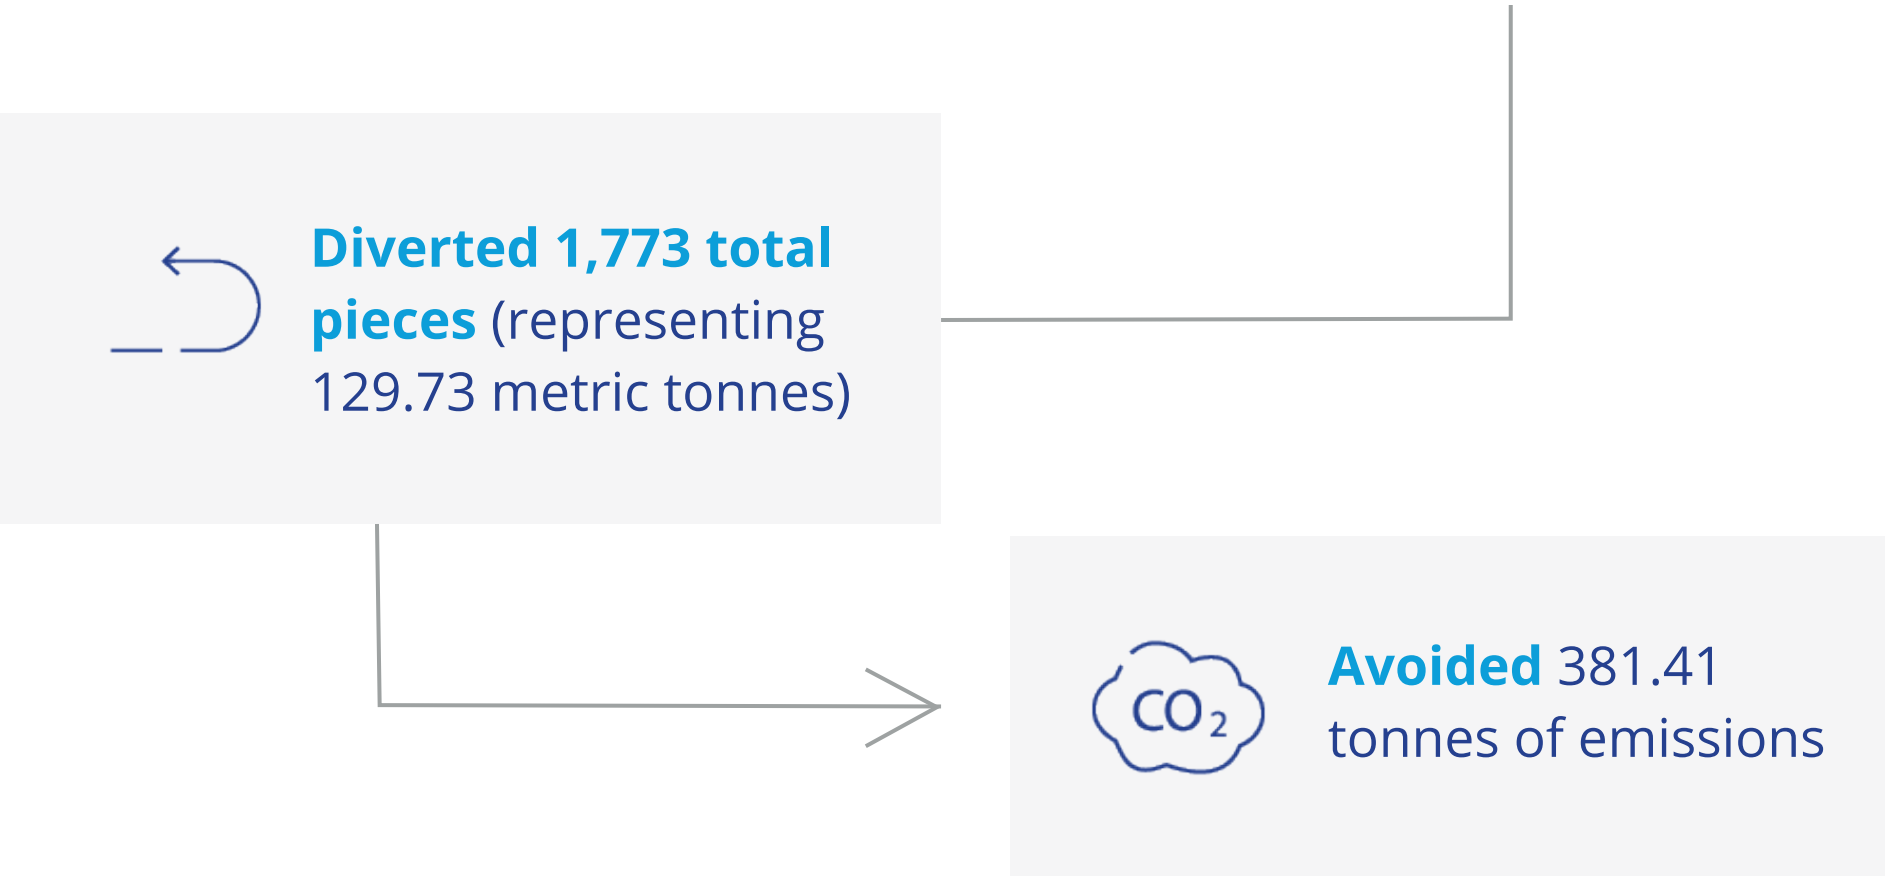 Diverted 1,773 total
pieces (representing
129.73 metric tonnes)
CO2
Avoided 381.41
tonnes of emissions